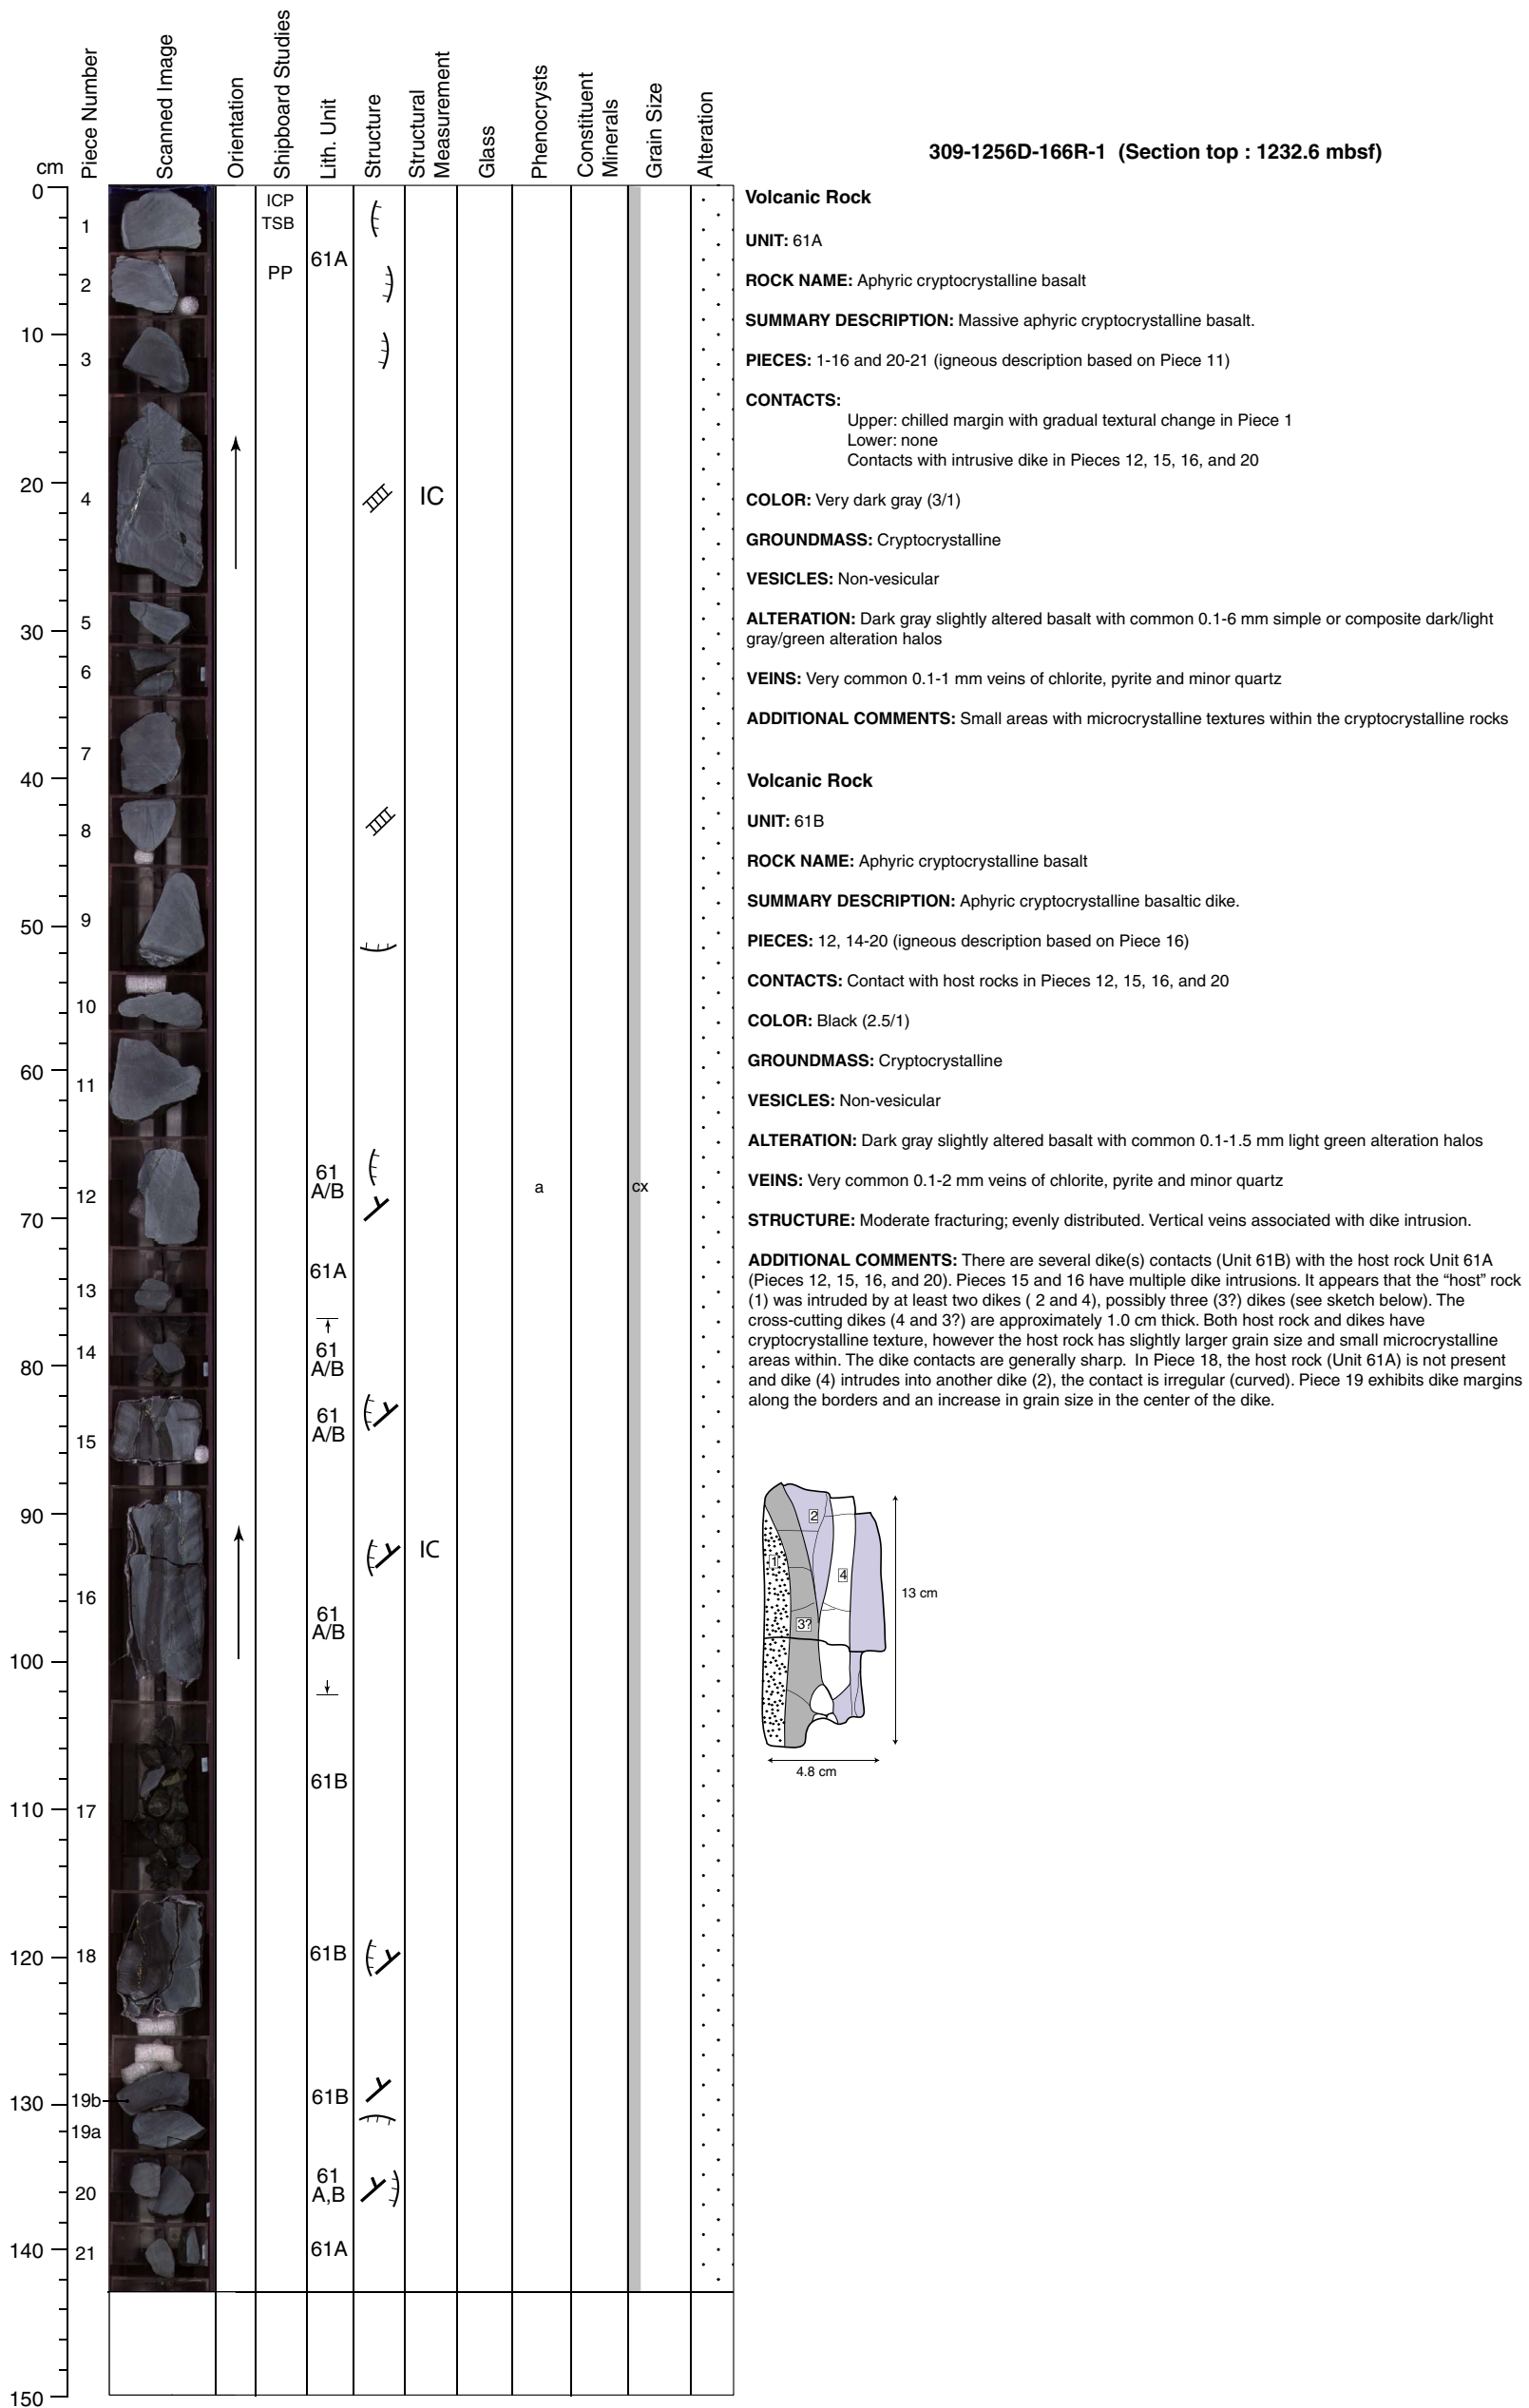 cm
Piece Number
Scanned Image
Orientation
Shipboard Studies
Lith. Unit
Structure
Structural
Measurement
Glass
Phenocrysts
Constituent
Minerals
Grain Size
Alteration
0
10
20
30
40
50
60
70
80
90
100
110
120
130
140
150
1
2
3
4
5
6
7
8
9
10
11
12
13
14
15
16
17
18
19b
19a
20
21
ICP
TSB
PP
61A
61
A/B
61A
61
A/B
61
A/B
61
A/B
61B
61B
61B
61
A,B
61A
IC
IC
a
cx
309-1256D-166R-1 (Section top : 1232.6 mbsf)
Volcanic Rock
UNIT: 61A
ROCK NAME: Aphyric cryptocrystalline basalt
SUMMARY DESCRIPTION: Massive aphyric cryptocrystalline basalt.
PIECES: 1-16 and 20-21 (igneous description based on Piece 11)
CONTACTS:
Upper: chilled margin with gradual textural change in Piece 1
Lower: none
Contacts with intrusive dike in Pieces 12, 15, 16, and 20
COLOR: Very dark gray (3/1)
GROUNDMASS: Cryptocrystalline
VESICLES: Non-vesicular
ALTERATION: Dark gray slightly altered basalt with common 0.1-6 mm simple or composite dark/light
gray/green alteration halos
VEINS: Very common 0.1-1 mm veins of chlorite, pyrite and minor quartz
ADDITIONAL COMMENTS: Small areas with microcrystalline textures within the cryptocrystalline rocks
Volcanic Rock
UNIT: 61B
ROCK NAME: Aphyric cryptocrystalline basalt
SUMMARY DESCRIPTION: Aphyric cryptocrystalline basaltic dike.
PIECES: 12, 14-20 (igneous description based on Piece 16)
CONTACTS: Contact with host rocks in Pieces 12, 15, 16, and 20
COLOR: Black (2.5/1)
GROUNDMASS: Cryptocrystalline
VESICLES: Non-vesicular
ALTERATION: Dark gray slightly altered basalt with common 0.1-1.5 mm light green alteration halos
VEINS: Very common 0.1-2 mm veins of chlorite, pyrite and minor quartz
STRUCTURE: Moderate fracturing; evenly distributed. Vertical veins associated with dike intrusion.
ADDITIONAL COMMENTS: There are several dike(s) contacts (Unit 61B) with the host rock Unit 61A
(Pieces 12, 15, 16, and 20). Pieces 15 and 16 have multiple dike intrusions. It appears that the “host” rock
(1) was intruded by at least two dikes ( 2 and 4), possibly three (3?) dikes (see sketch below). The
cross-cutting dikes (4 and 3?) are approximately 1.0 cm thick. Both host rock and dikes have
cryptocrystalline texture, however the host rock has slightly larger grain size and small microcrystalline
areas within. The dike contacts are generally sharp. In Piece 18, the host rock (Unit 61A) is not present
and dike (4) intrudes into another dike (2), the contact is irregular (curved). Piece 19 exhibits dike margins
along the borders and an increase in grain size in the center of the dike.
2
1
4
3?
13 cm
4.8 cm